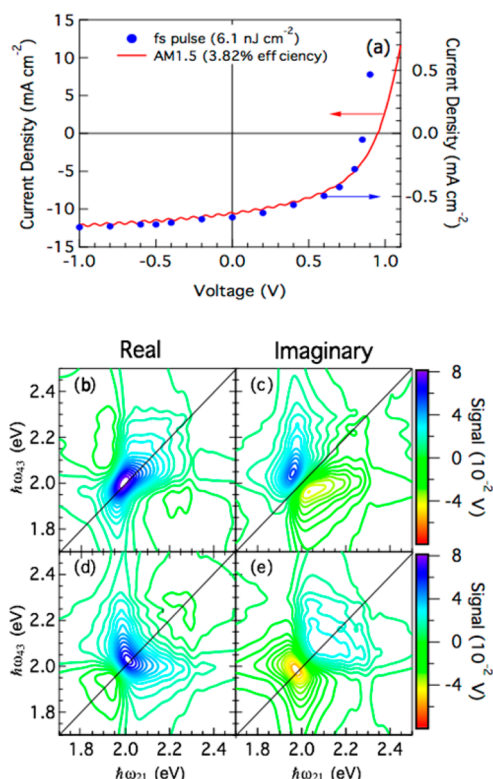 (a)
fs pulse (6.1 nJ cm⁻²)
AM1.5 (3.82% efficiency)
Current Density (mA cm⁻²)
15
10
5
0
-5
-10
-15
Current Density (mA cm⁻²)
0.5
0.0
-0.5
-1.0 -0.5 0.0 0.5 1.0
Voltage (V)
Real Imaginary
(b) (c)
ħω₄₃ (eV)
2.4
2.2
2.0
1.8
8
4
0
-4
-8
Signal (10⁻² V)
(d) (e)
ħω₄₃ (eV)
2.4
2.2
2.0
1.8
8
4
0
-4
-8
Signal (10⁻² V)
1.8 2.0 2.2 2.4 1.8 2.0 2.2 2.4
ħω₂₁ (eV) ħω₂₁ (eV)